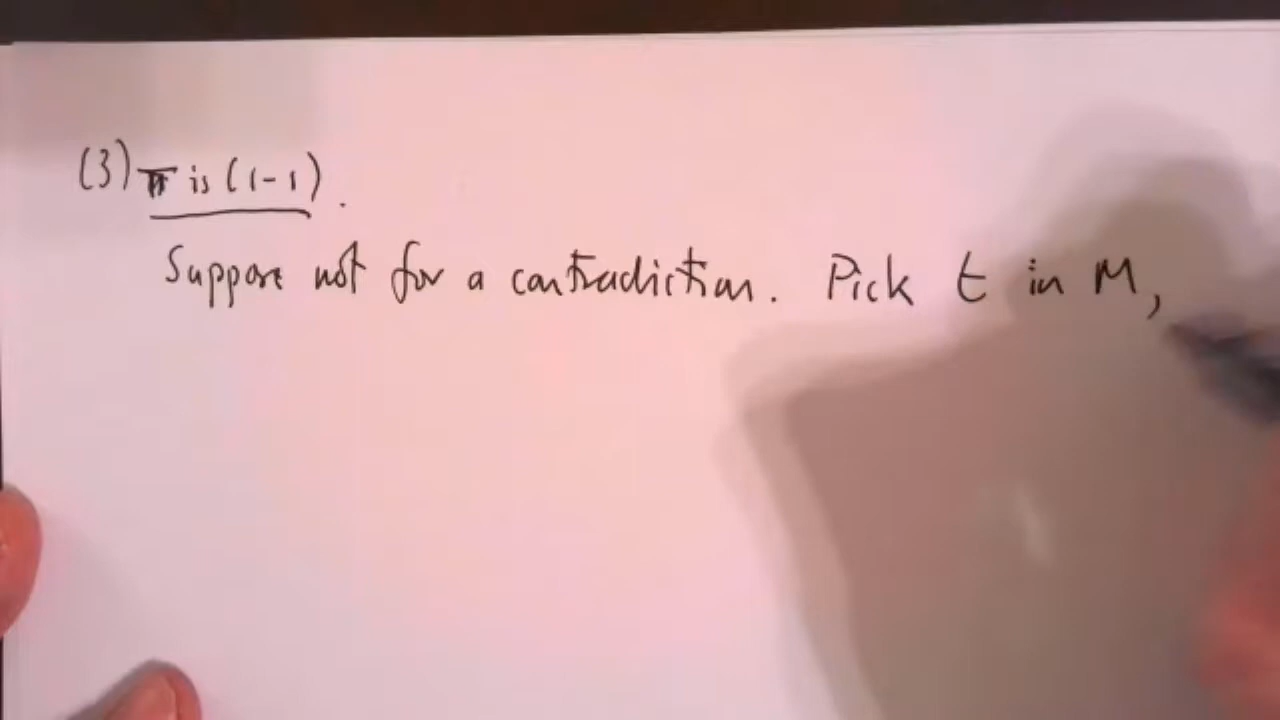 (3) π is (1-1).
Suppose not for a contradiction. Pick t in M,